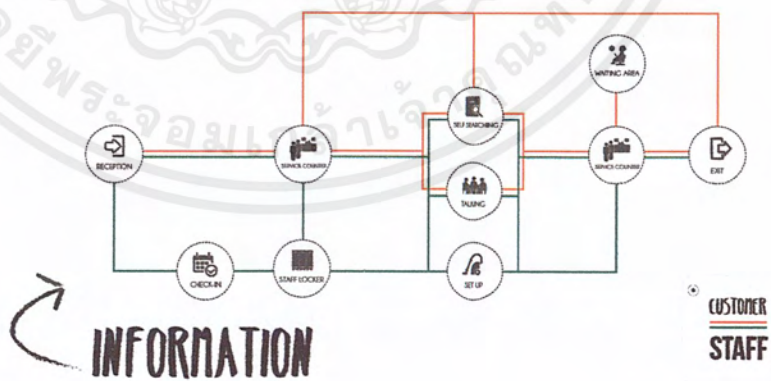 WAITING AREA
SELF SEARCHING
RECEPTION
SERVICE COUNTER
SERVICE COUNTER
EXIT
TALKING
CHECK-IN
STAFF LOCKER
SET UP
CUSTOMER
STAFF
INFORMATION